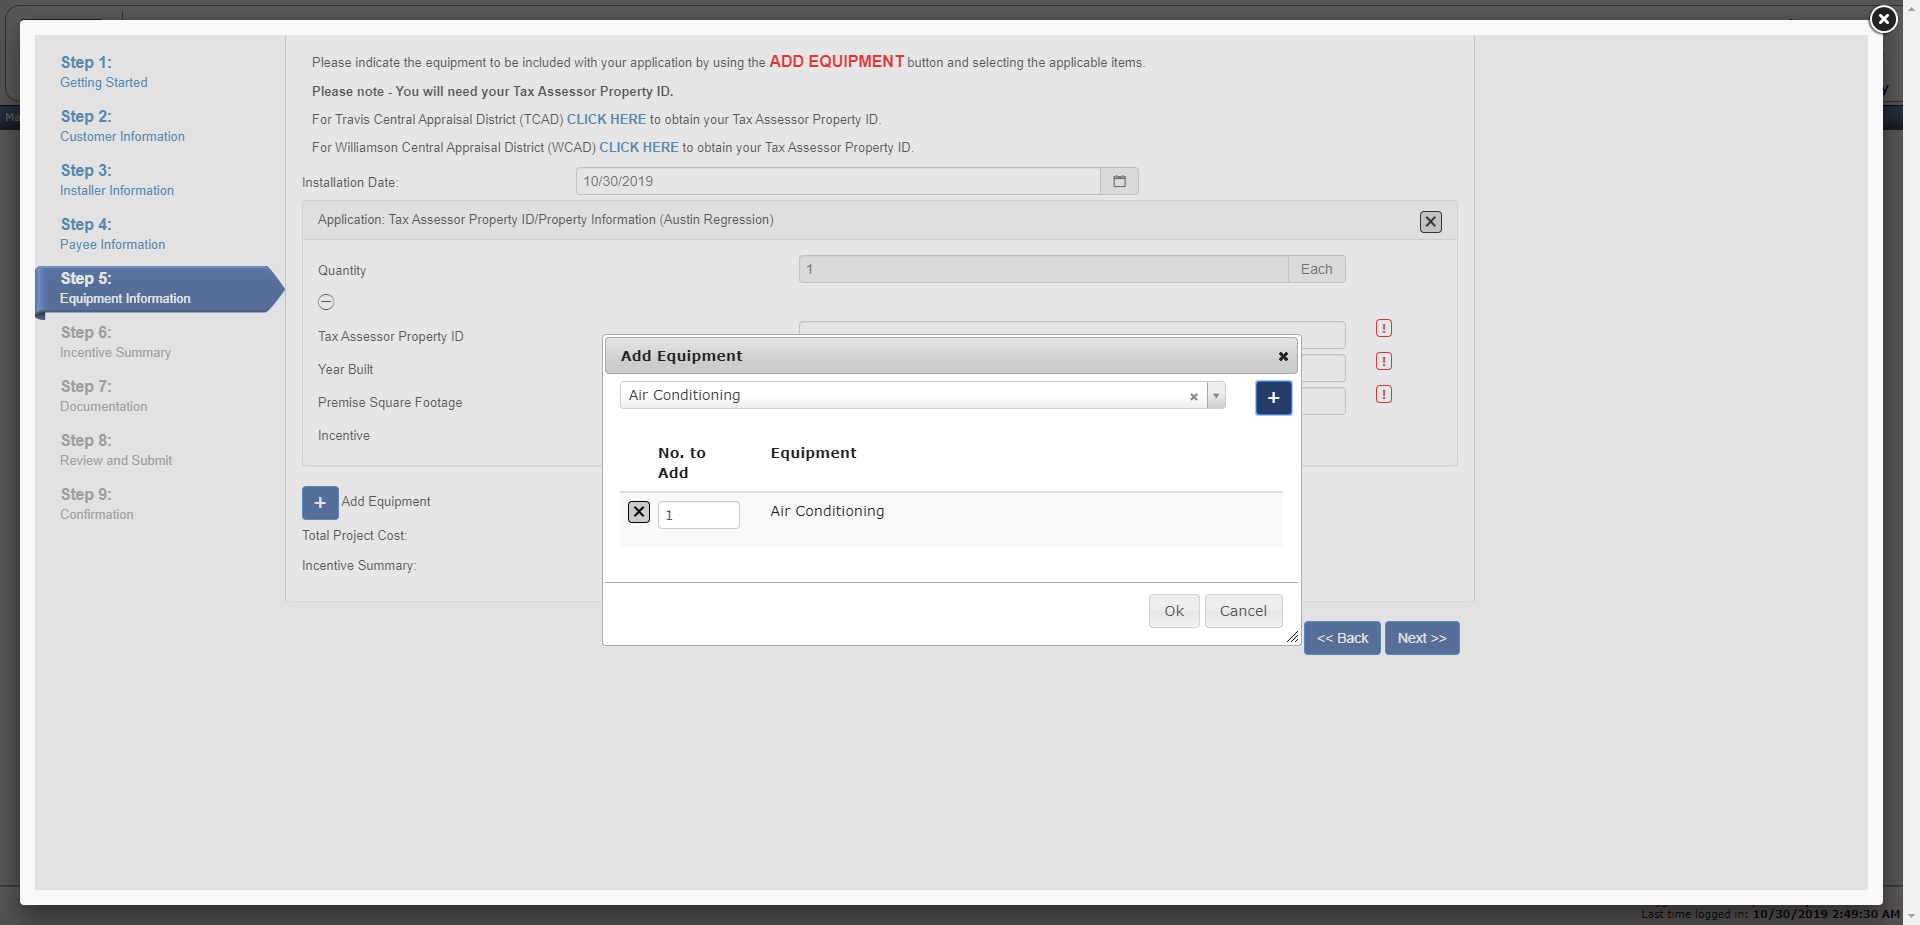 Step 1:
Getting Started
Step 2:
Customer Information
Step 3:
Installer Information
Step 4:
Payee Information
Step 5:
Equipment Information
Step 6:
Incentive Summary
Step 7:
Documentation
Step 8:
Review and Submit
Step 9:
Confirmation
Please indicate the equipment to be included with your application by using the ADD EQUIPMENT button and selecting the applicable items.
Please note - You will need your Tax Assessor Property ID.
For Travis Central Appraisal District (TCAD) CLICK HERE to obtain your Tax Assessor Property ID.
For Williamson Central Appraisal District (WCAD) CLICK HERE to obtain your Tax Assessor Property ID.
Installation Date: 10/30/2019
Application: Tax Assessor Property ID/Property Information (Austin Regression)
Quantity 1 Each
Tax Assessor Property ID
Year Built
Premise Square Footage
Incentive
+ Add Equipment
Total Project Cost:
Incentive Summary:
Add Equipment
Air Conditioning
+
No. to Add Equipment
1 Air Conditioning
Ok Cancel
<< Back Next >>
Last time logged in: 10/30/2019 2:49:30 AM